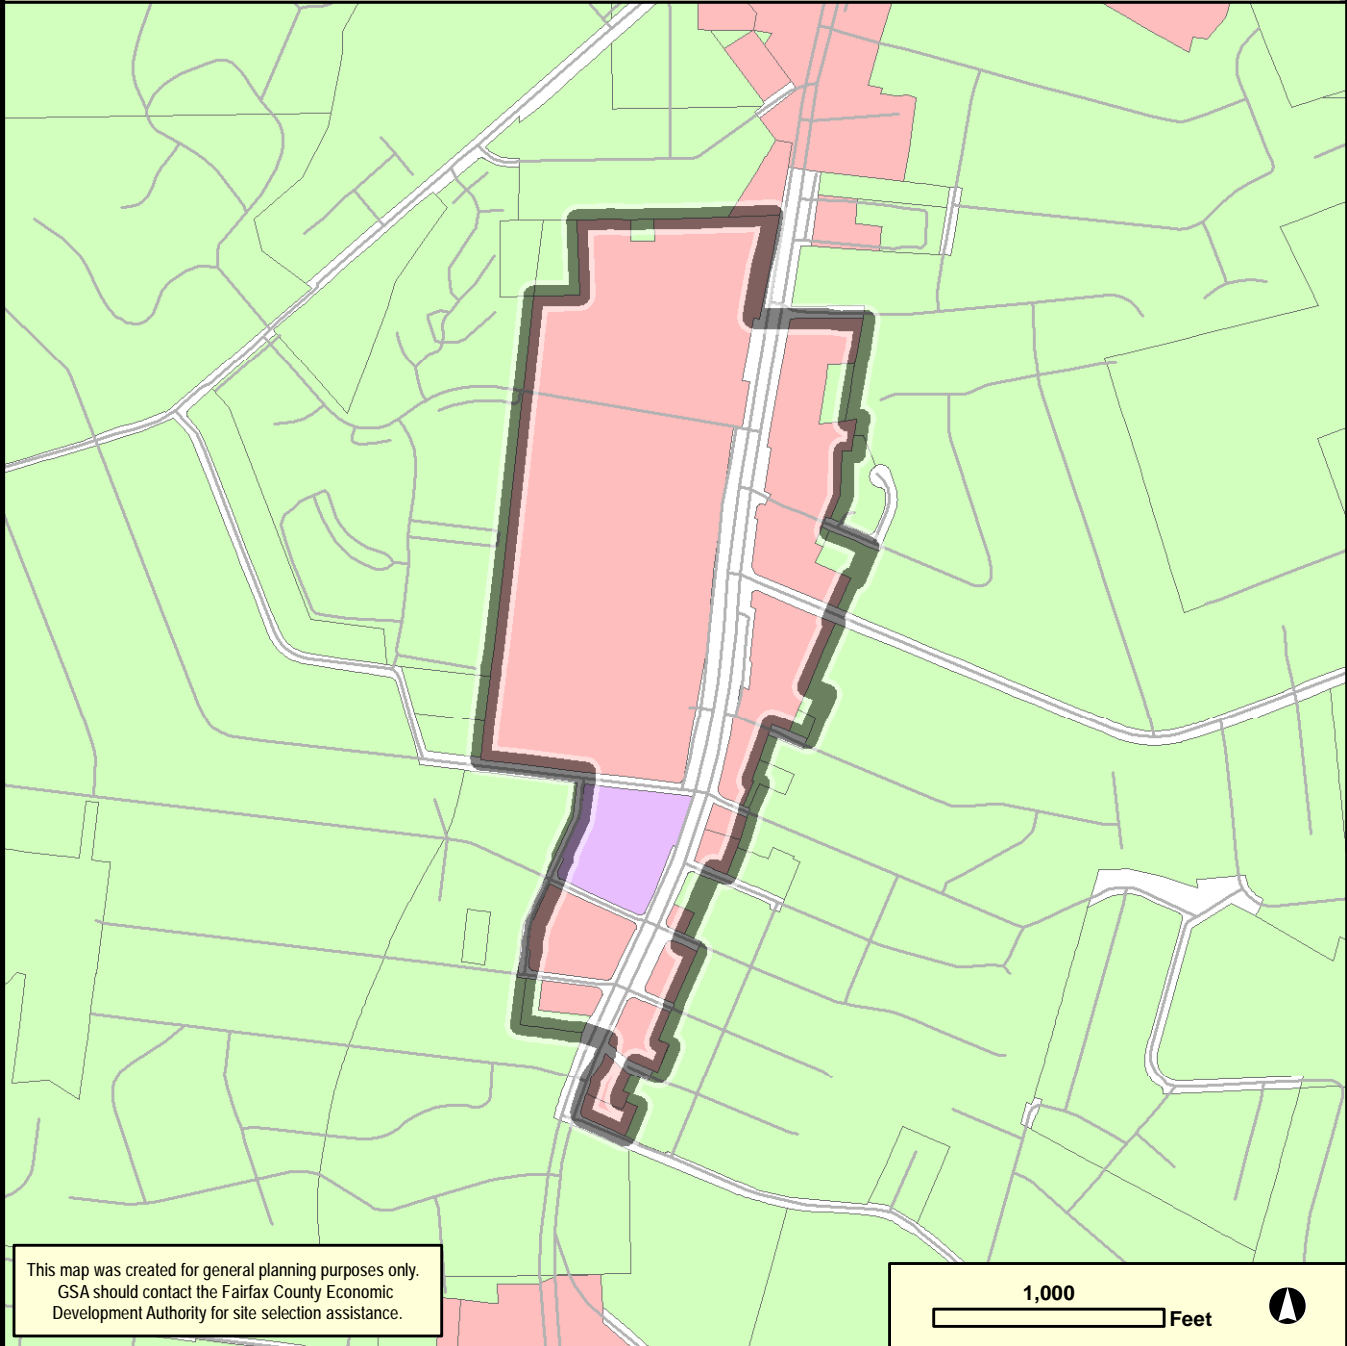 This map was created for general planning purposes only.
GSA should contact the Fairfax County Economic
Development Authority for site selection assistance.
1,000
Feet